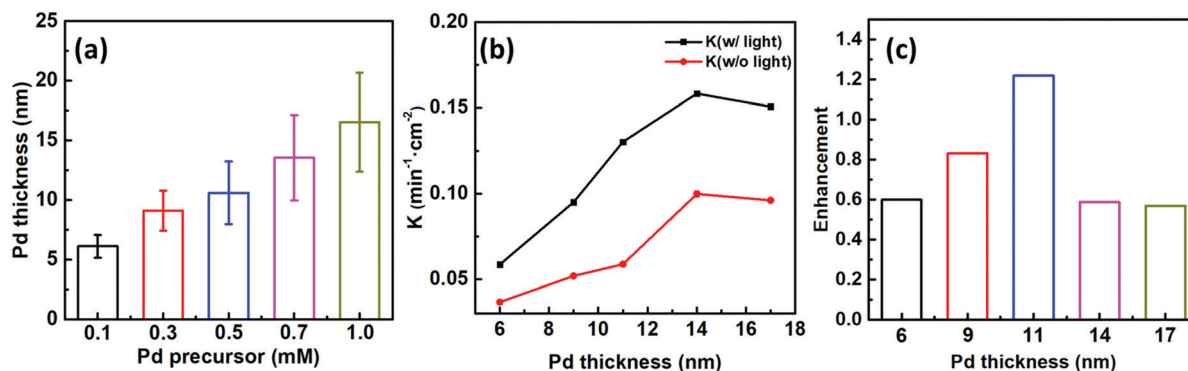 (a)
Pd thickness (nm)
25
20
15
10
5
0
0.1 0.3 0.5 0.7 1.0
Pd precursor (mM)
(b)
K(w/ light)
K(w/o light)
K (min⁻¹·cm⁻²)
0.20
0.15
0.10
0.05
6 8 10 12 14 16 18
Pd thickness (nm)
(c)
Enhancement
1.4
1.2
1.0
0.8
0.6
0.4
0.2
0.0
6 9 11 14 17
Pd thickness (nm)